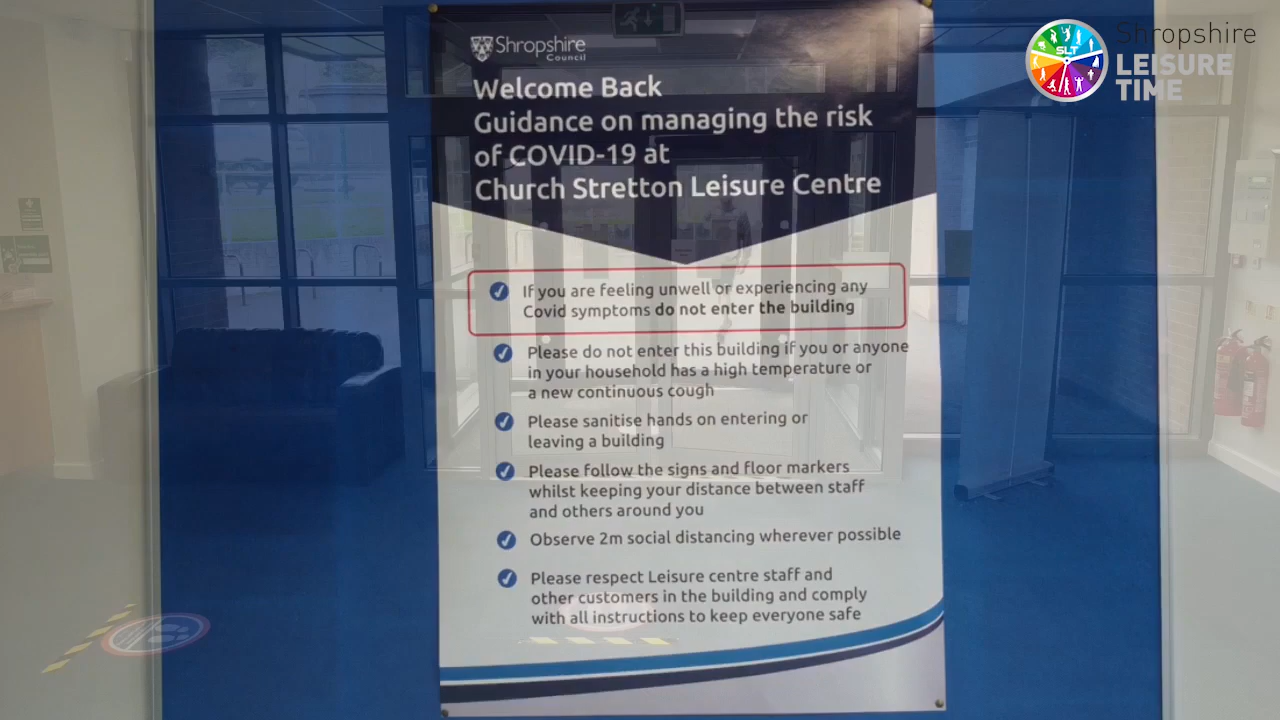 Shropshire
Council
Welcome Back
Guidance on managing the risk
of COVID-19 at
Church Stretton Leisure Centre
If you are feeling unwell or experiencing any
Covid symptoms do not enter the building
Please do not enter this building if you or anyone
in your household has a high temperature or
a new continuous cough
Please sanitise hands on entering or
leaving a building
Please follow the signs and floor markers
whilst keeping your distance between staff
and others around you
Observe 2m social distancing wherever possible
Please respect Leisure centre staff and
other customers in the building and comply
with all instructions to keep everyone safe
SLT
Shropshire
LEISURE
TIME